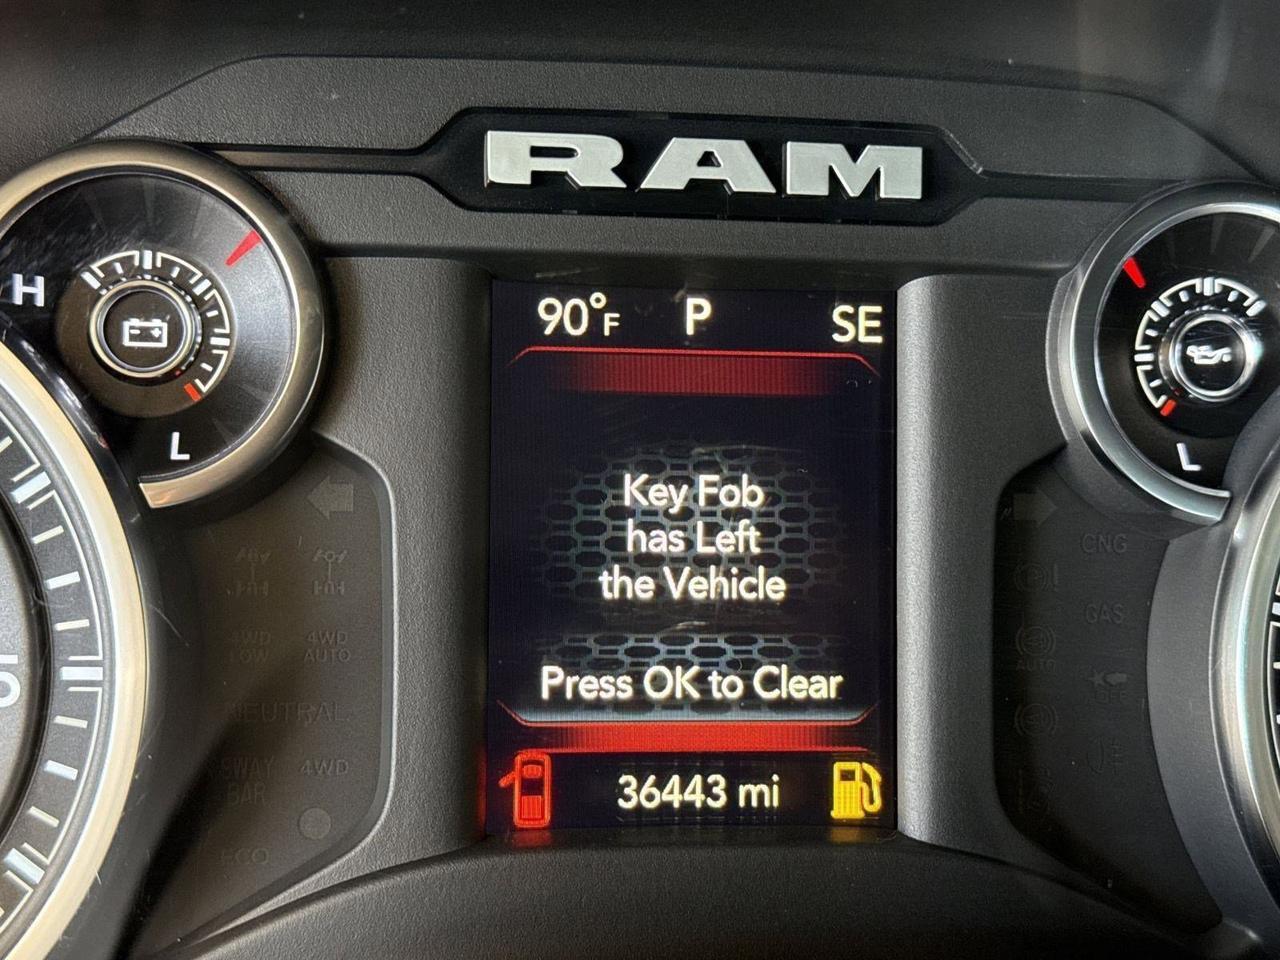 RAM
H
L
90°F P SE
Key Fob
has Left
the Vehicle
Press OK to Clear
36443 mi
L
4WD
LOW
4WD
AUTO
NEUTRAL
SWAY
BAR
4WD
ECO
CNG
GAS
AUTO